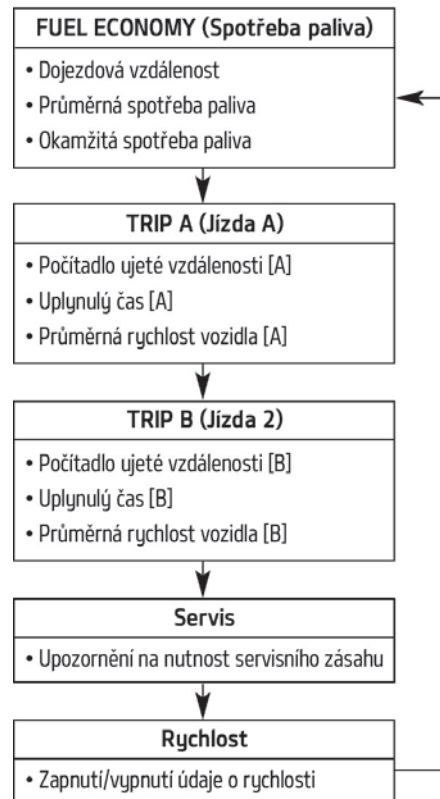 FUEL ECONOMY (Spotřeba paliva)
• Dojezdová vzdálenost
• Průměrná spotřeba paliva
• Okamžitá spotřeba paliva
TRIP A (Jízda A)
• Počítadlo ujeté vzdálenosti [A]
• Uplynulý čas [A]
• Průměrná rychlost vozidla [A]
TRIP B (Jízda 2)
• Počítadlo ujeté vzdálenosti [B]
• Uplynulý čas [B]
• Průměrná rychlost vozidla [B]
Servis
• Upozornění na nutnost servisního zásahu
Rychlost
• Zapnutí/vypnutí údaje o rychlosti